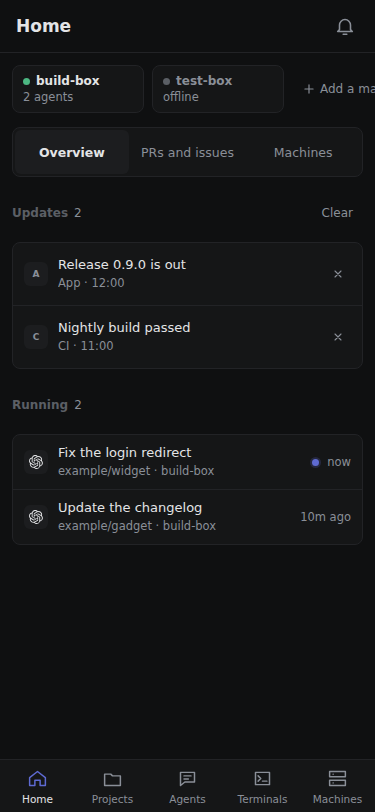 Home
build-box
2 agents
test-box
offline
Add a ma
Overview
PRs and issues
Machines
Updates 2
Clear
A
Release 0.9.0 is out
App · 12:00
C
Nightly build passed
CI · 11:00
Running 2
Fix the login redirect
example/widget · build-box
now
Update the changelog
example/gadget · build-box
10m ago
Home
Projects
Agents
Terminals
Machines